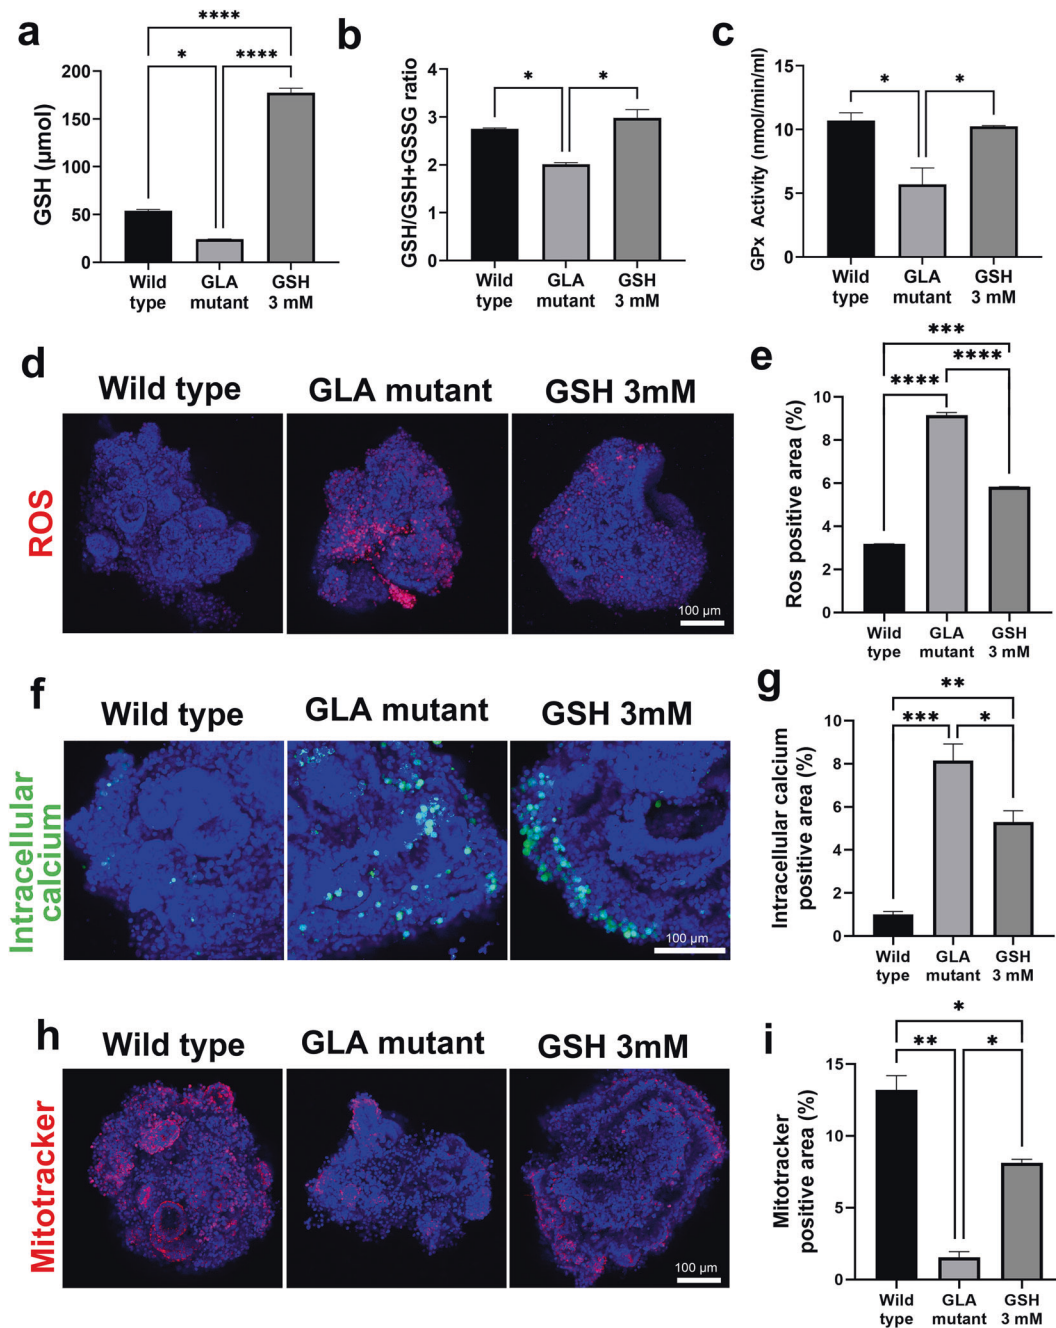 a
****
*
****
GSH (µmol)
200
150
100
50
0
Wild type
GLA mutant
GSH 3 mM
b
*
*
GSH/GSH+GSSG ratio
4
3
2
1
0
Wild type
GLA mutant
GSH 3 mM
c
*
*
GPx Activity (nmol/min/ml)
15
10
5
0
Wild type
GLA mutant
GSH 3 mM
d
Wild type
GLA mutant
GSH 3mM
ROS
100 µm
e
***
****
****
Ros positive area (%)
10
8
6
4
2
0
Wild type
GLA mutant
GSH 3 mM
f
Wild type
GLA mutant
GSH 3mM
Intracellular calcium
100 µm
g
**
***
*
Intracellular calcium positive area (%)
10
8
6
4
2
0
Wild type
GLA mutant
GSH 3 mM
h
Wild type
GLA mutant
GSH 3mM
Mitotracker
100 µm
i
*
**
*
Mitotracker positive area (%)
15
10
5
0
Wild type
GLA mutant
GSH 3 mM